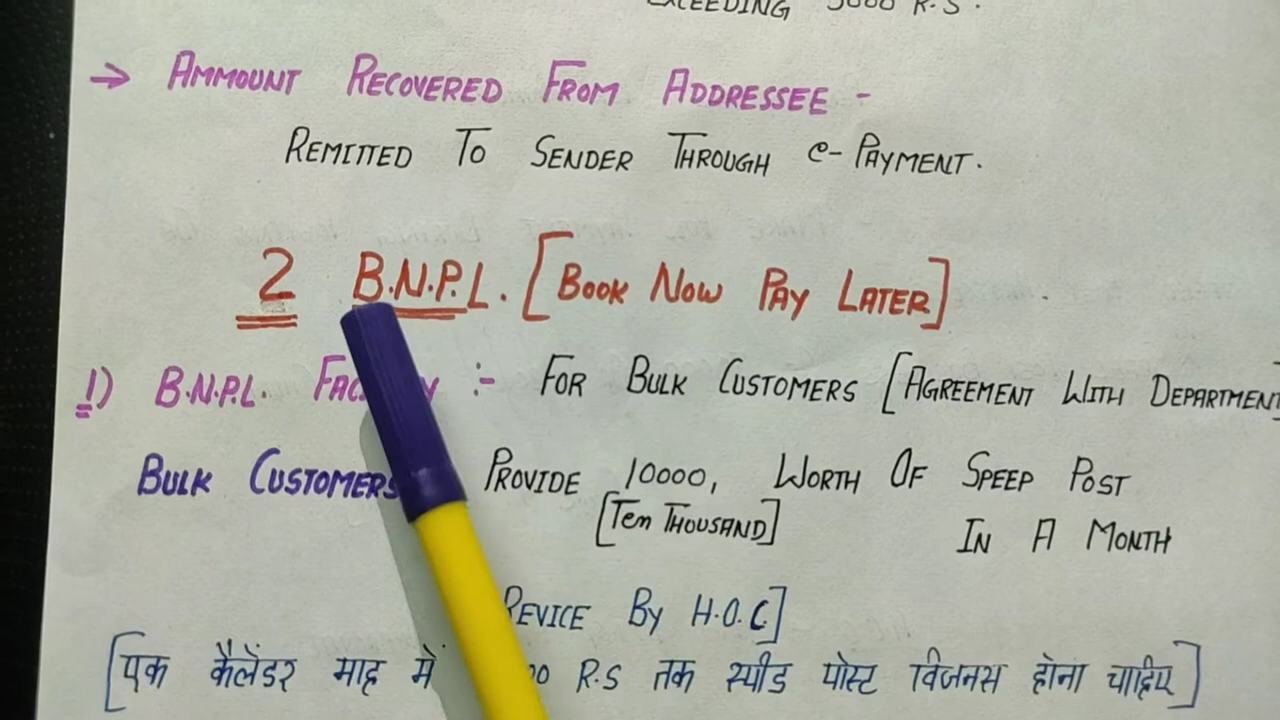 EXCEEDING 5000 R.S.
→ AMMOUNT RECOVERED FROM ADDRESSEE -
REMITTED TO SENDER THROUGH e-PAYMENT.
2 B.N.P.L. [BOOK NOW PAY LATER]
1) B.N.P.L. :- FOR BULK CUSTOMERS [AGREEMENT WITH DEPARTMENT
BULK CUSTOMERS PROVIDE 10000, WORTH OF SPEEP POST
[TEN THOUSAND] IN A MONTH
REVICE BY H.O.C]
[एक कैलेंडर माह में R.S तक स्पीड पोस्ट विजनस होना चाहिए]